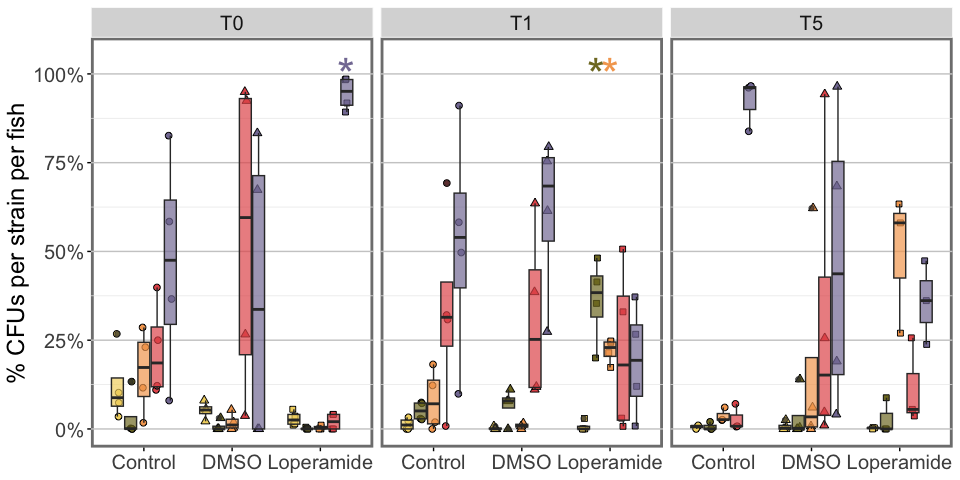 T0 T1 T5
% CFUs per strain per fish
100%
75%
50%
25%
0%
* * *
Control DMSO Loperamide Control DMSO Loperamide Control DMSO Loperamide